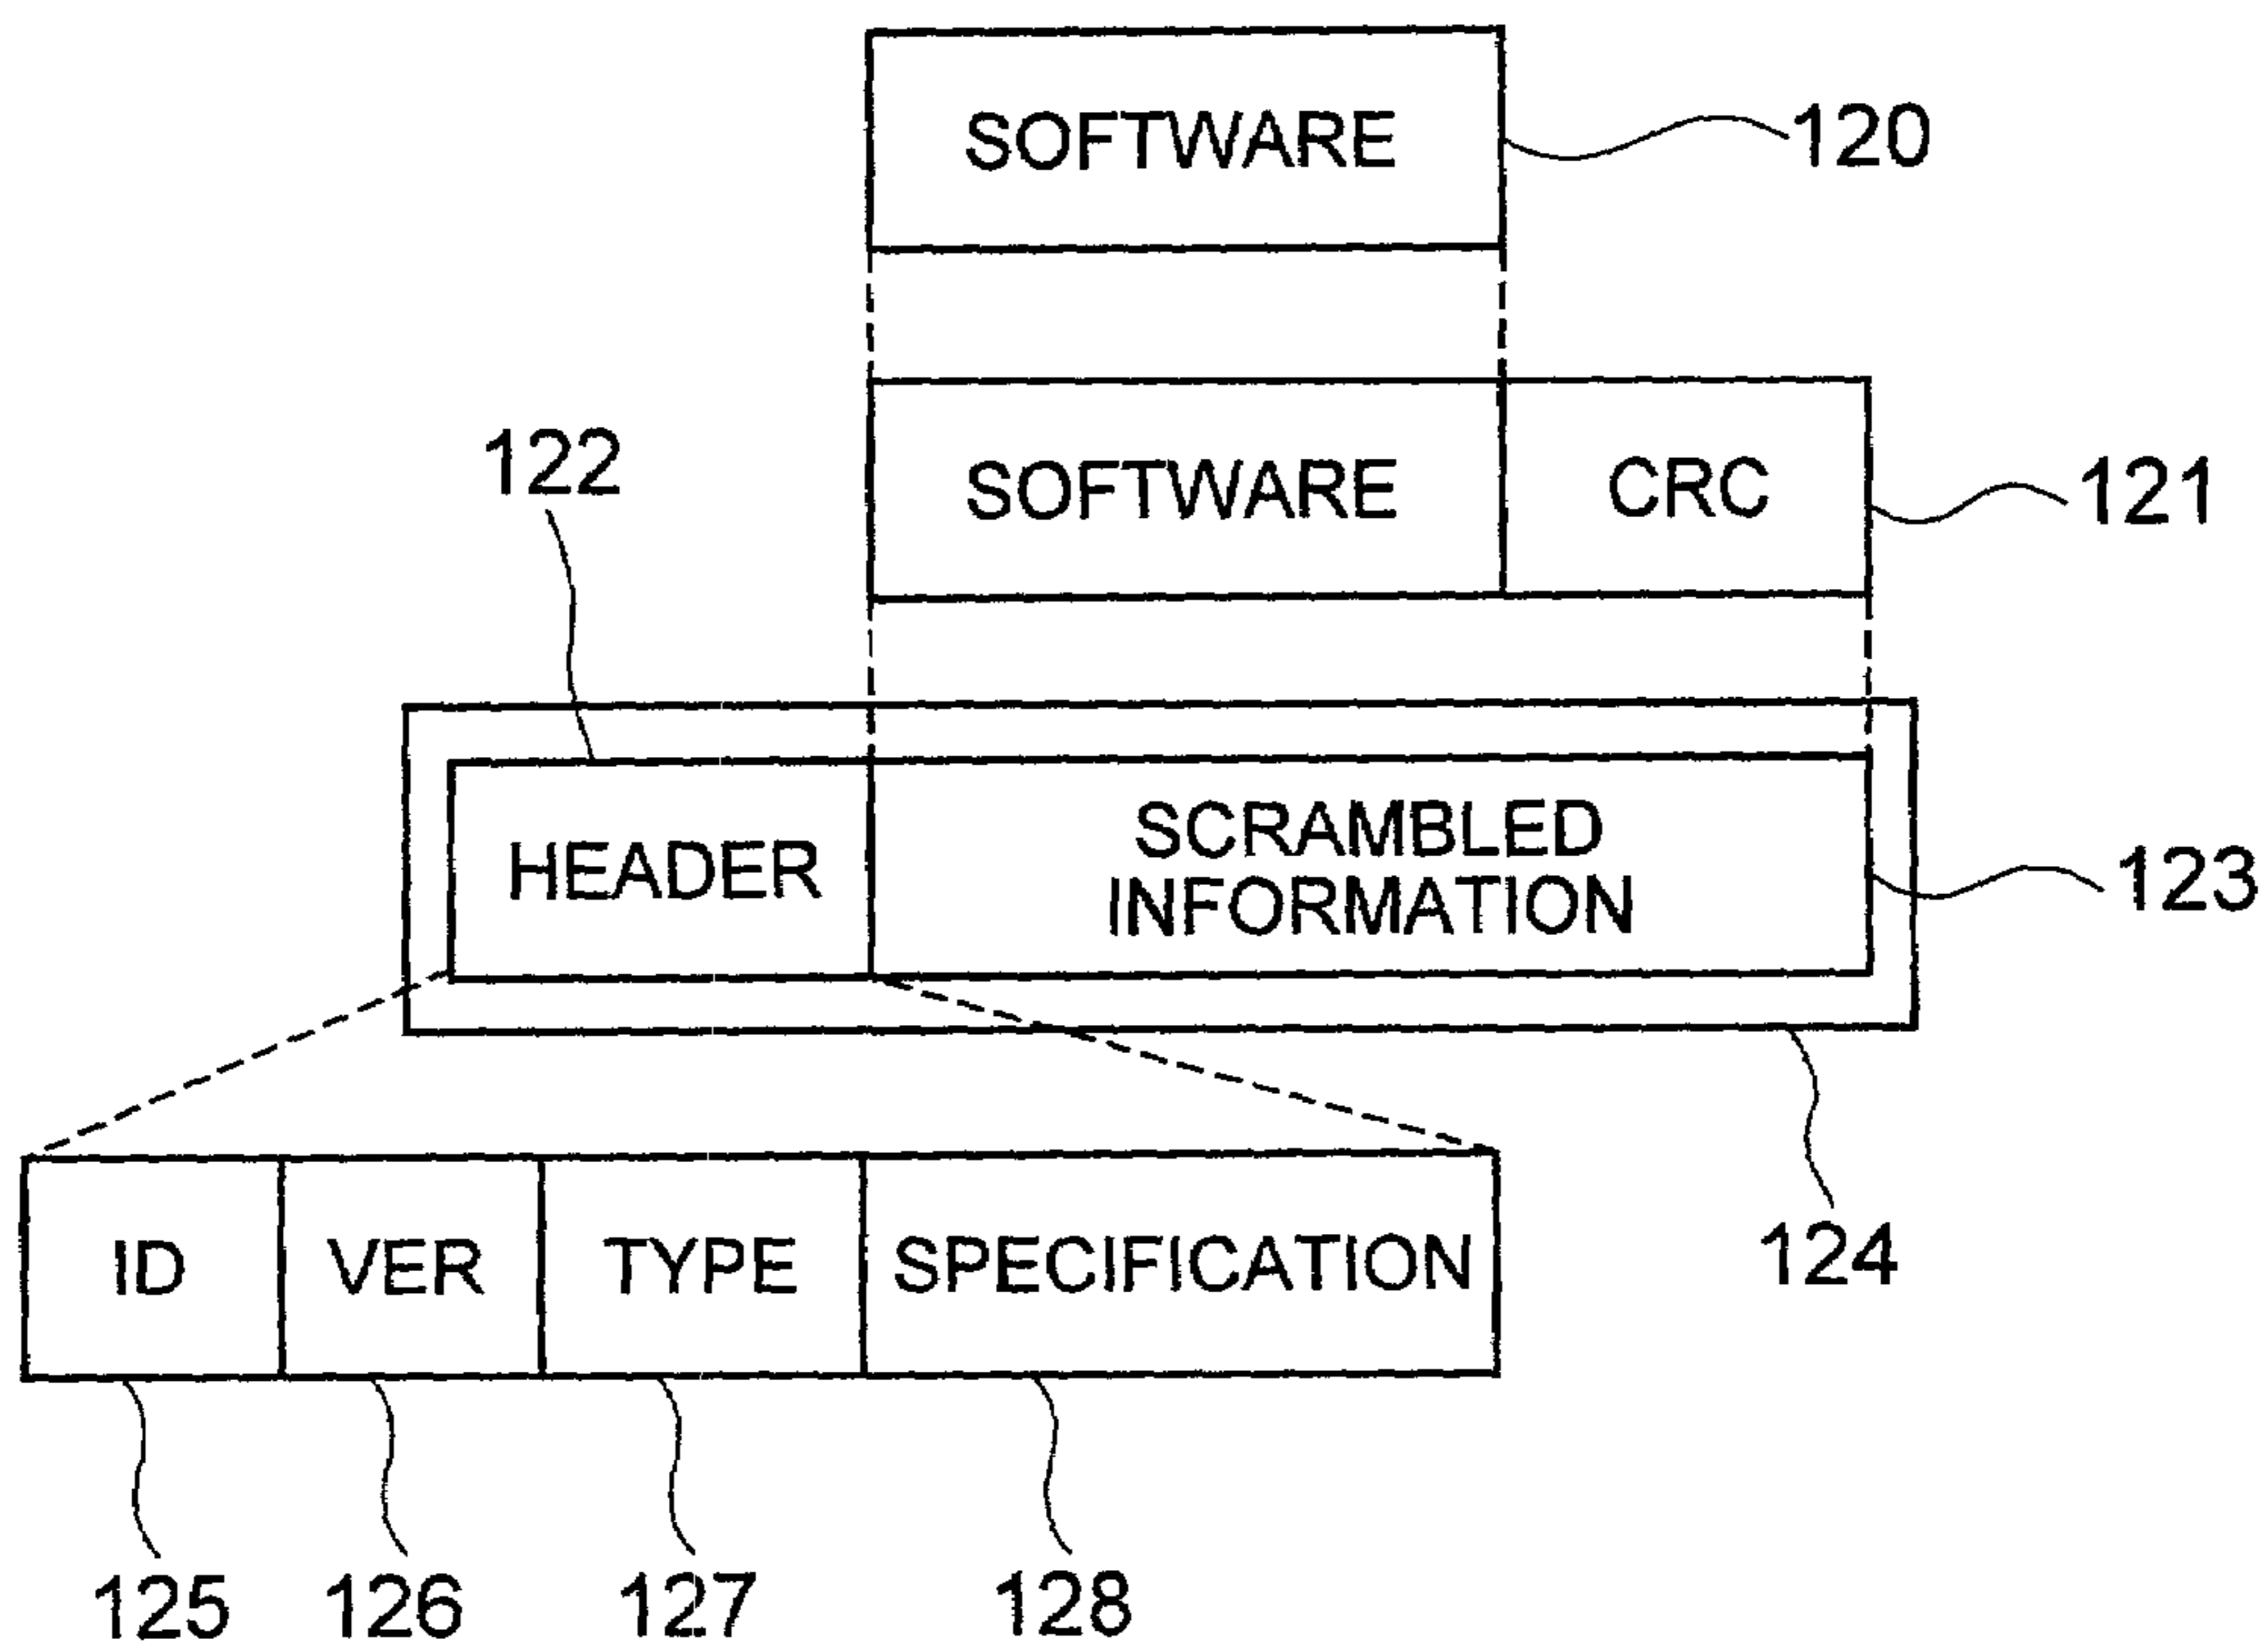 SOFTWARE
120
SOFTWARE
CRC
121
122
HEADER
SCRAMBLED
INFORMATION
123
124
ID
VER
TYPE
SPECIFICATION
125
126
127
128